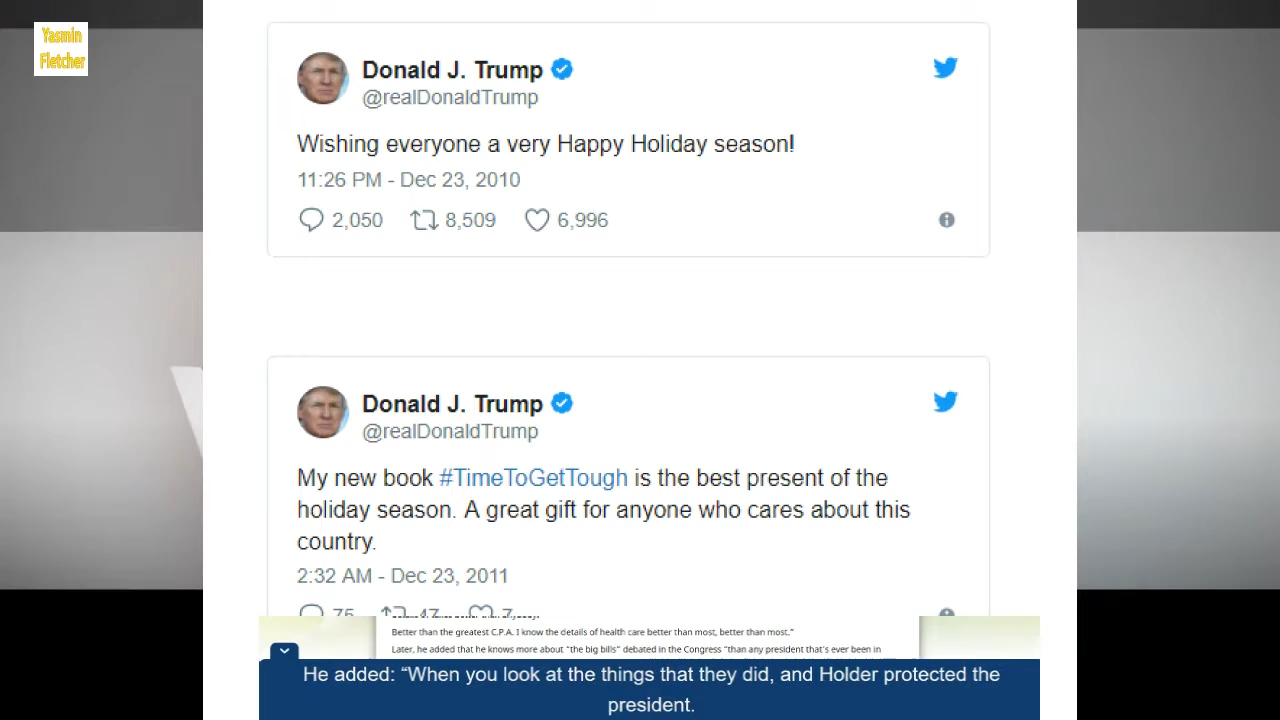 Yasmin
Fletcher
Donald J. Trump
@realDonaldTrump
Wishing everyone a very Happy Holiday season!
11:26 PM - Dec 23, 2010
2,050 8,509 6,996
Donald J. Trump
@realDonaldTrump
My new book #TimeToGetTough is the best present of the
holiday season. A great gift for anyone who cares about this
country.
2:32 AM - Dec 23, 2011
75 47 7
Better than the greatest C.P.A. I know the details of health care better than most, better than most."
Later, he added that he knows more about "the big bills" debated in the Congress "than any president that's ever been in
He added: “When you look at the things that they did, and Holder protected the
president.